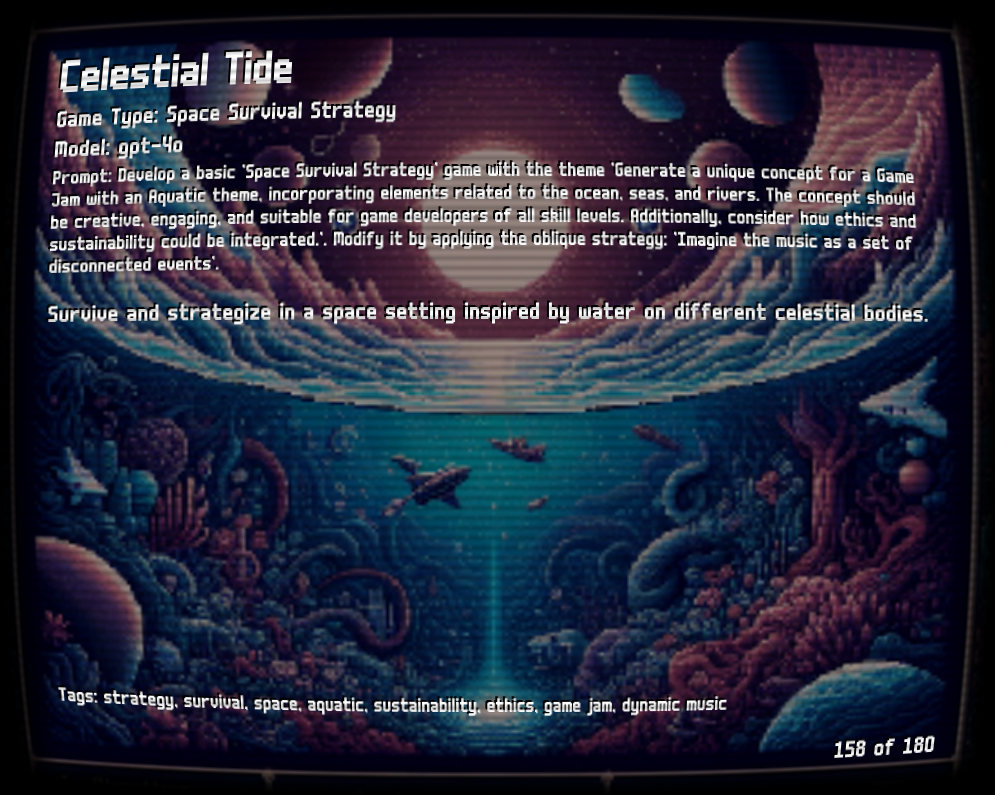 Celestial Tide
Game Type: Space Survival Strategy
Model: gpt-4o
Prompt: Develop a basic 'Space Survival Strategy' game with the theme 'Generate a unique concept for a Game
Jam with an Aquatic theme, incorporating elements related to the ocean, seas, and rivers. The concept should
be creative, engaging, and suitable for game developers of all skill levels. Additionally, consider how ethics and
sustainability could be integrated.'. Modify it by applying the oblique strategy: 'Imagine the music as a set of
disconnected events'.
Survive and strategize in a space setting inspired by water on different celestial bodies.
Tags: strategy, survival, space, aquatic, sustainability, ethics, game jam, dynamic music
158 of 180